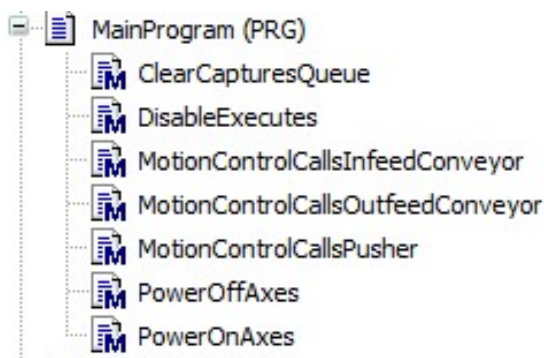 MainProgram (PRG)
ClearCapturesQueue
DisableExecutes
MotionControlCallsInfeedConveyor
MotionControlCallsOutfeedConveyor
MotionControlCallsPusher
PowerOffAxes
PowerOnAxes